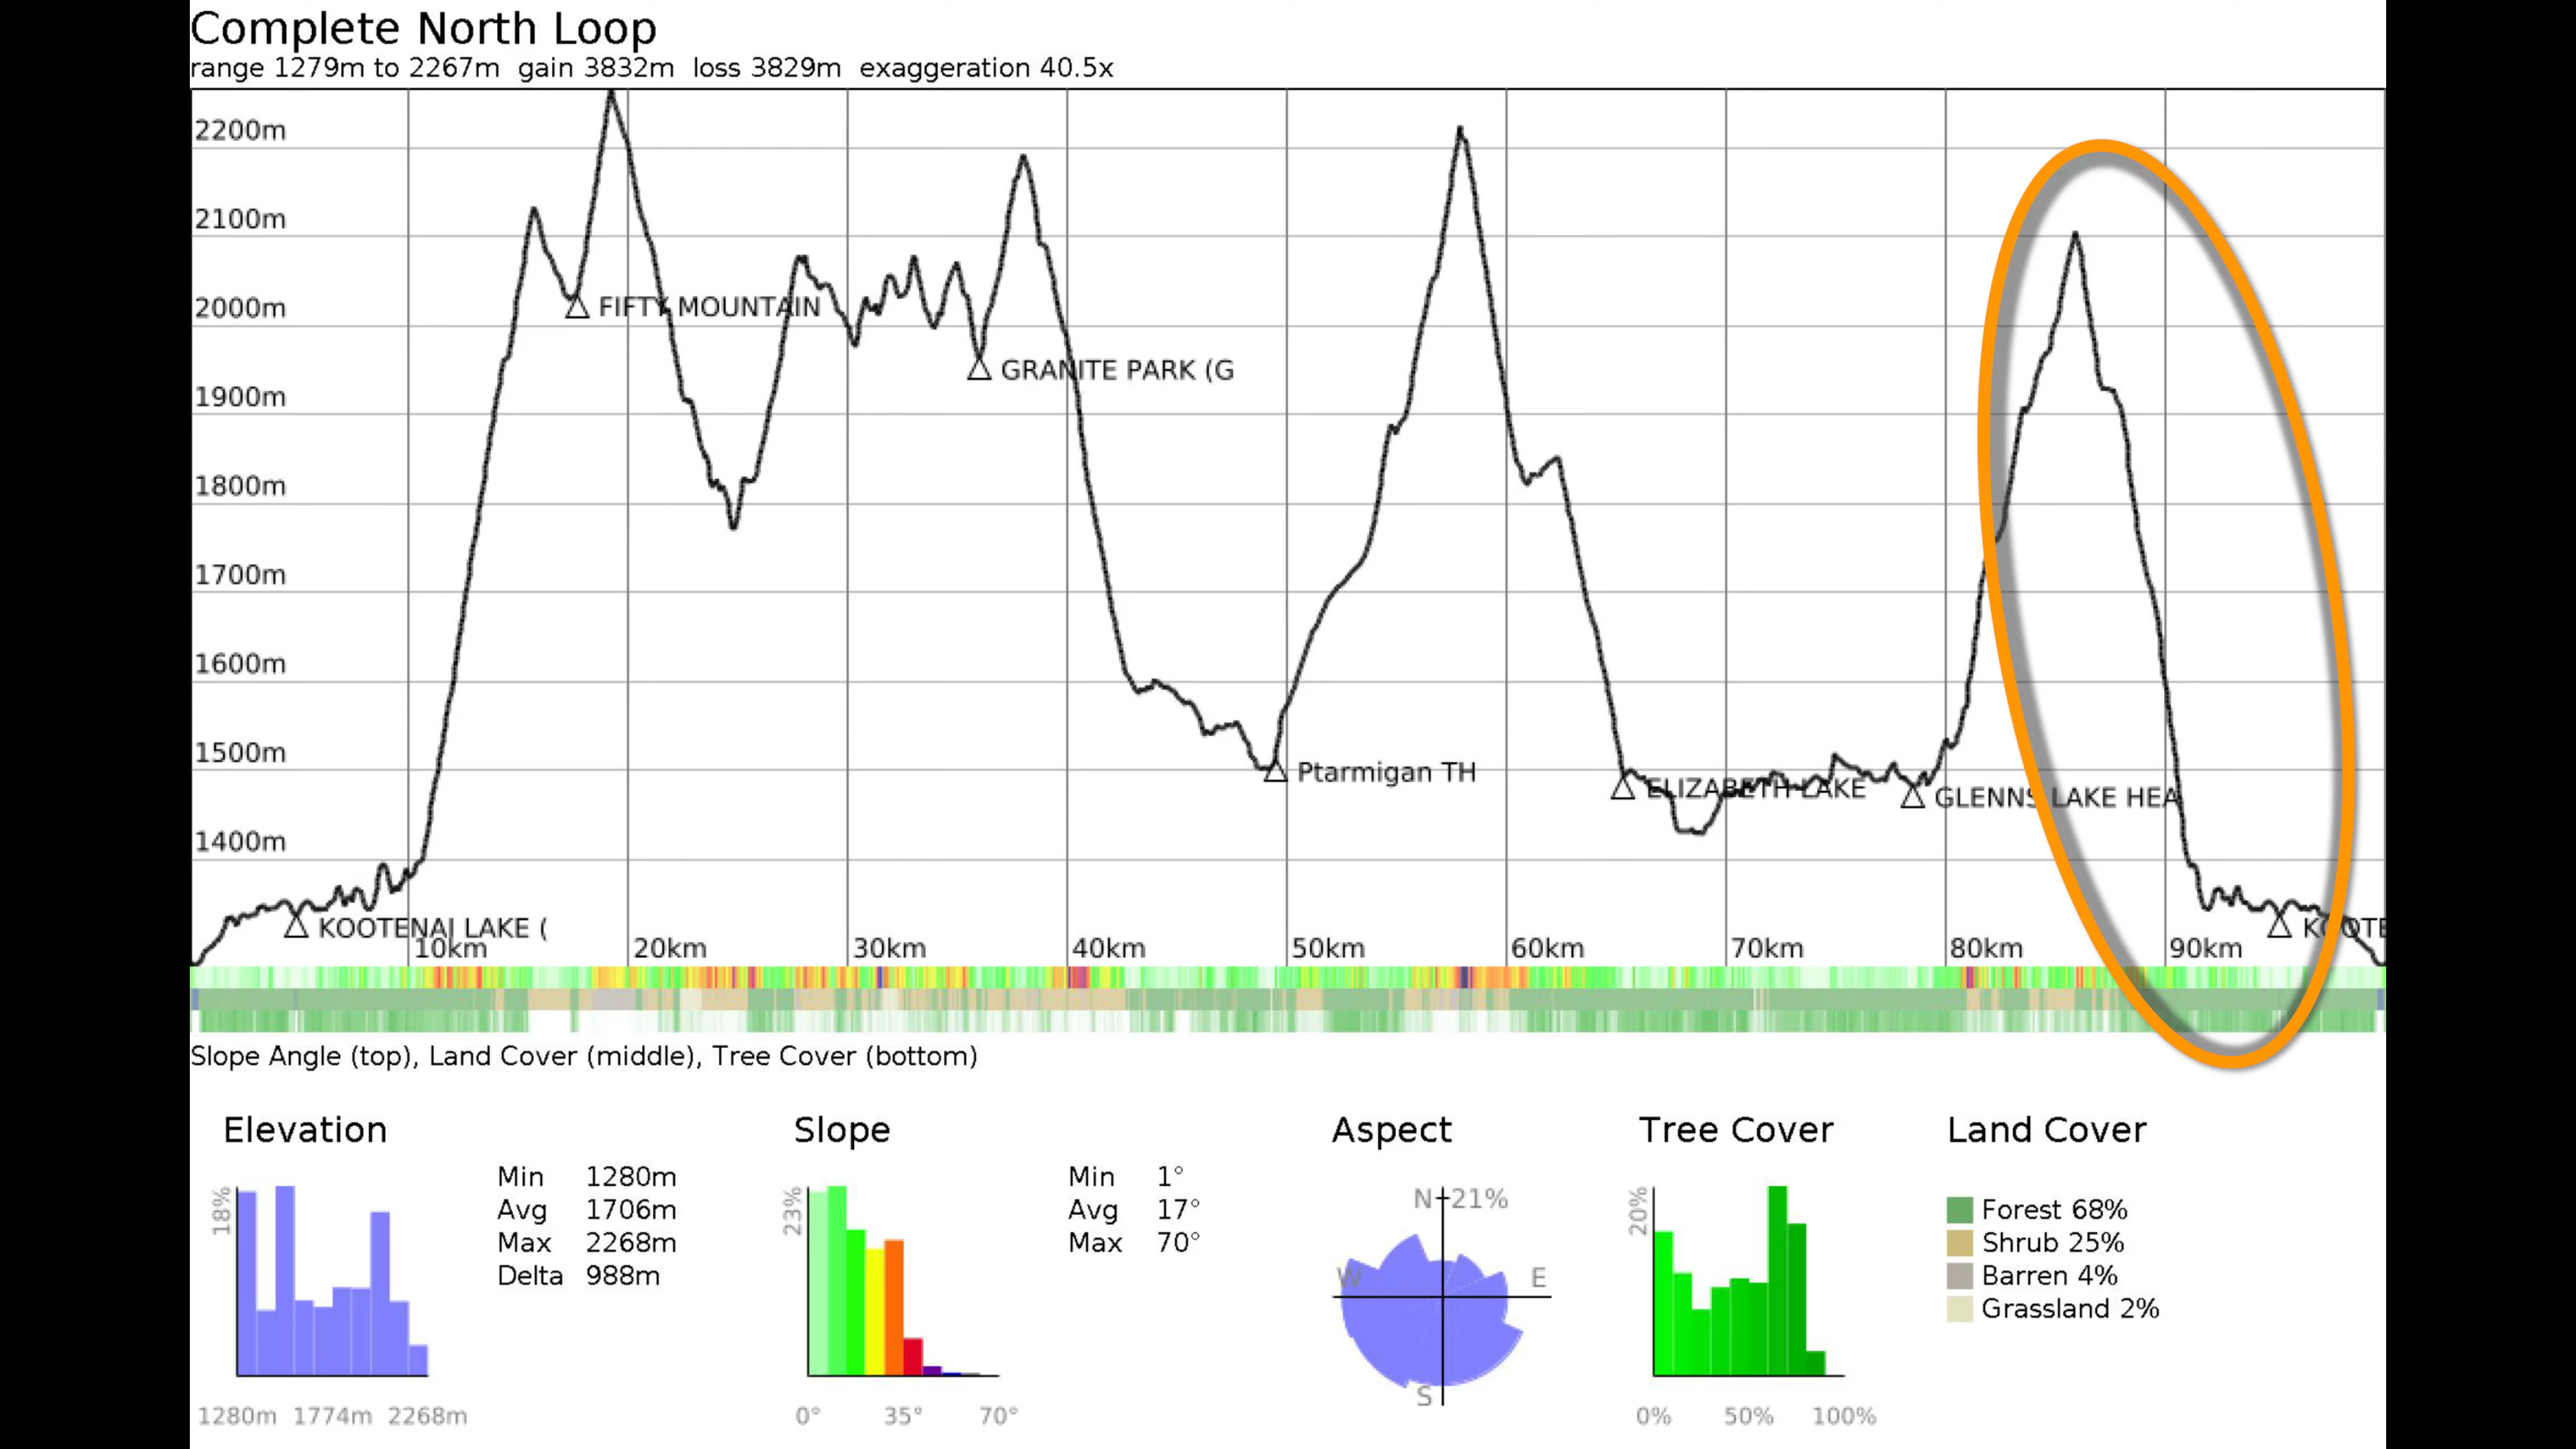 Complete North Loop
range 1279m to 2267m  gain 3832m  loss 3829m  exaggeration 40.5x
2200m
2100m
2000m
1900m
1800m
1700m
1600m
1500m
1400m
FIFTY MOUNTAIN
GRANITE PARK (G
Ptarmigan TH
ELIZABETH LAKE
GLENNS LAKE HEA
KOOTENAI LAKE (
KOOTE
10km 20km 30km 40km 50km 60km 70km 80km 90km
Slope Angle (top), Land Cover (middle), Tree Cover (bottom)
Elevation
18%
Min 1280m
Avg 1706m
Max 2268m
Delta 988m
1280m 1774m 2268m
Slope
23%
Min 1°
Avg 17°
Max 70°
0° 35° 70°
Aspect
N 21%
W E
S
Tree Cover
20%
0% 50% 100%
Land Cover
Forest 68%
Shrub 25%
Barren 4%
Grassland 2%